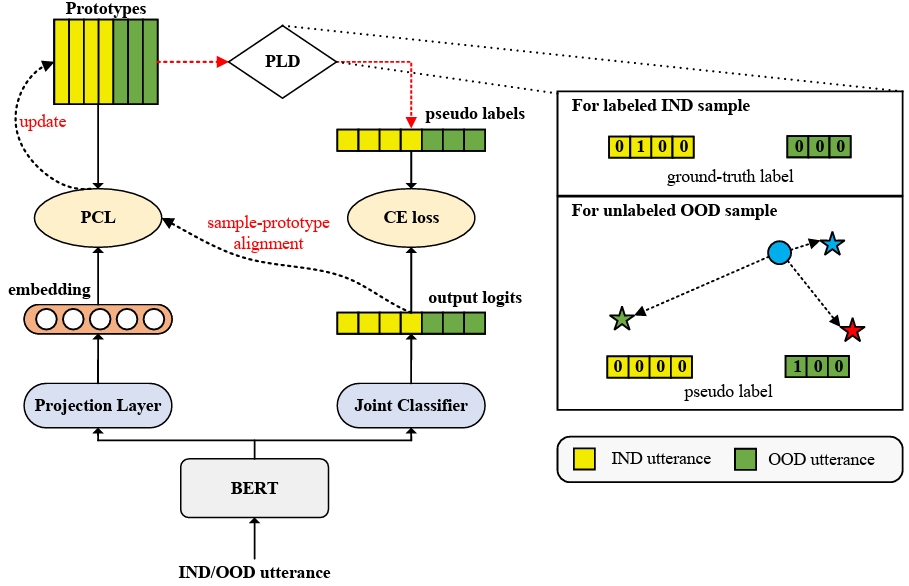 Prototypes
PLD
update
pseudo labels
PCL
CE loss
sample-prototype
alignment
embedding
output logits
Projection Layer
Joint Classifier
BERT
IND/OOD utterance
For labeled IND sample
0 1 0 0 0 0 0
ground-truth label
For unlabeled OOD sample
0 0 0 0 1 0 0
pseudo label
IND utterance OOD utterance